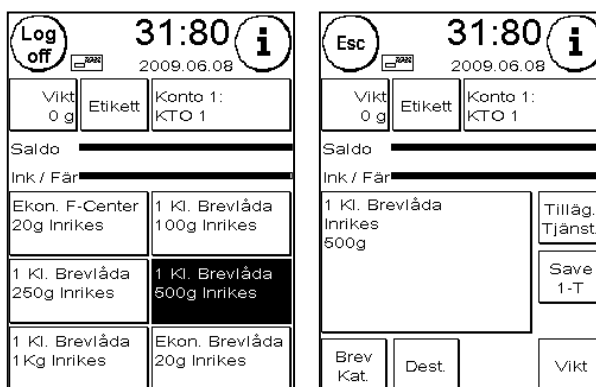 Log
off
31:80
i
2009.06.08
Vikt
0 g
Etikett
Konto 1:
KTO 1
Saldo
Ink / Fär
Ekon. F-Center
20g Inrikes
1 Kl. Brevlåda
100g Inrikes
1 Kl. Brevlåda
250g Inrikes
1 Kl. Brevlåda
500g Inrikes
1 Kl. Brevlåda
1Kg Inrikes
Ekon. Brevlåda
20g Inrikes
Esc
31:80
i
2009.06.08
Vikt
0 g
Etikett
Konto 1:
KTO 1
Saldo
Ink / Fär
1 Kl. Brevlåda
Inrikes
500g
Tilläg.
Tjänst.
Save
1-T
Brev
Kat.
Dest.
Vikt